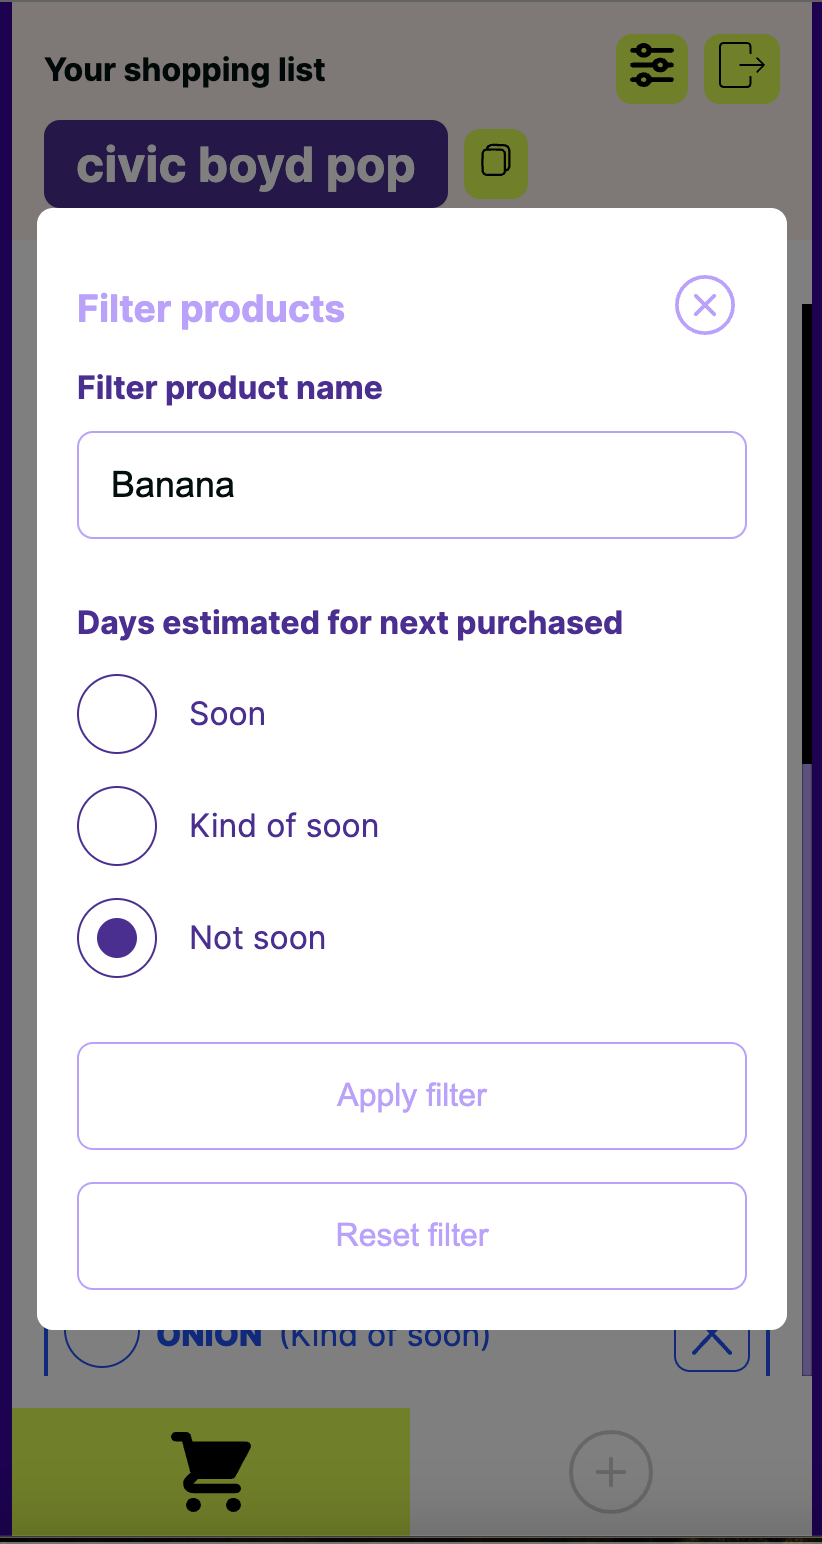 Your shopping list
civic boyd pop
Filter products
Filter product name
Banana
Days estimated for next purchased
Soon
Kind of soon
Not soon
Apply filter
Reset filter
ONION (Kind of soon)